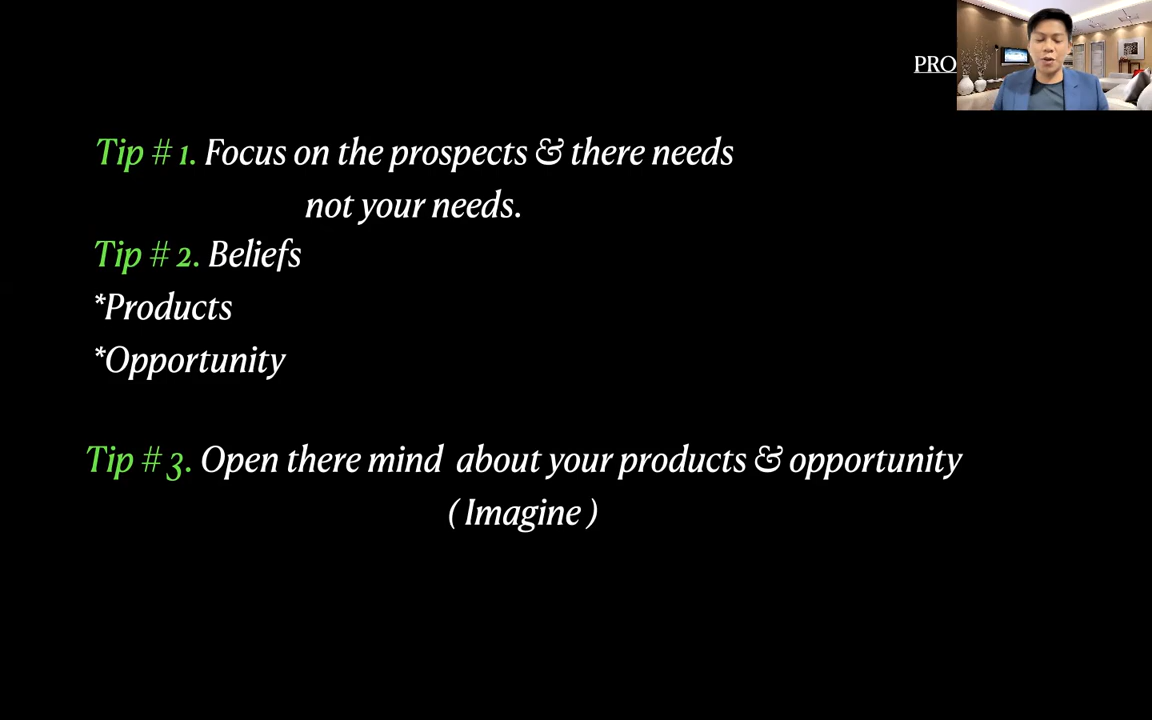 PRO
Tip # 1. Focus on the prospects & there needs
not your needs.
Tip # 2. Beliefs
*Products
*Opportunity
Tip # 3. Open there mind about your products & opportunity
( Imagine )